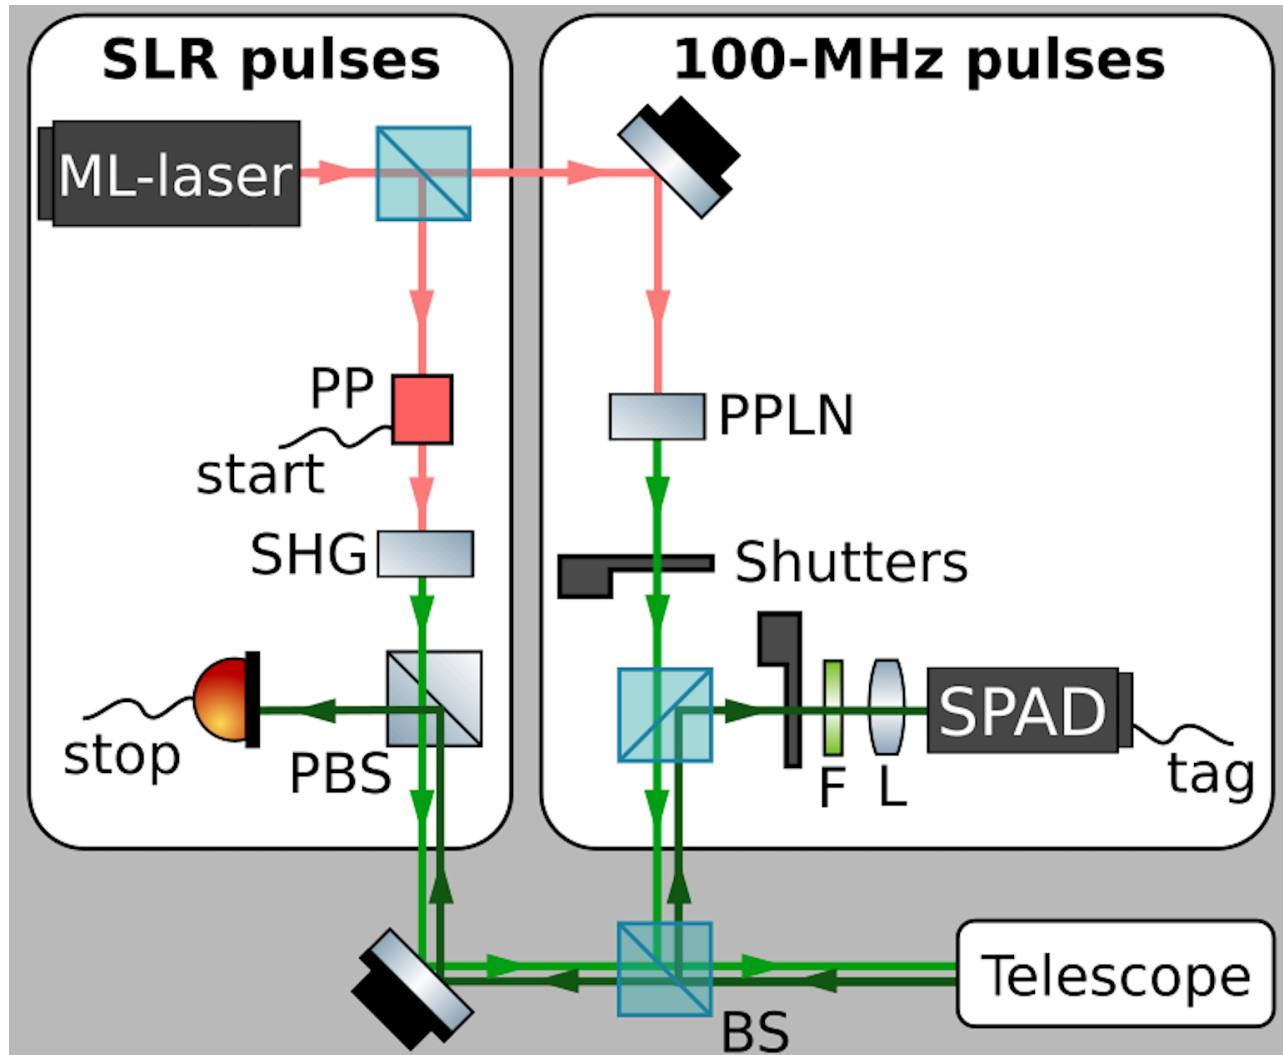 SLR pulses
100-MHz pulses
ML-laser
PP
start
PPLN
SHG
Shutters
SPAD
stop
PBS
F
L
tag
Telescope
BS